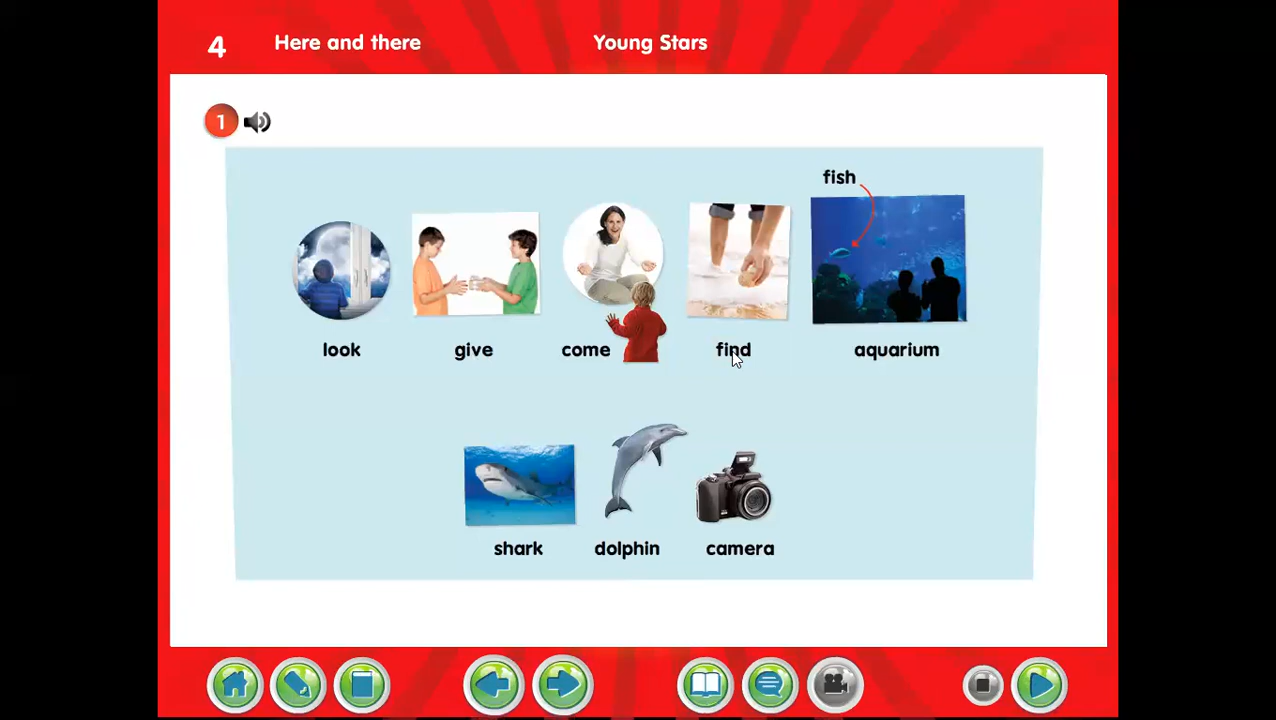 4 Here and there Young Stars
1
fish
look give come find aquarium
shark dolphin camera